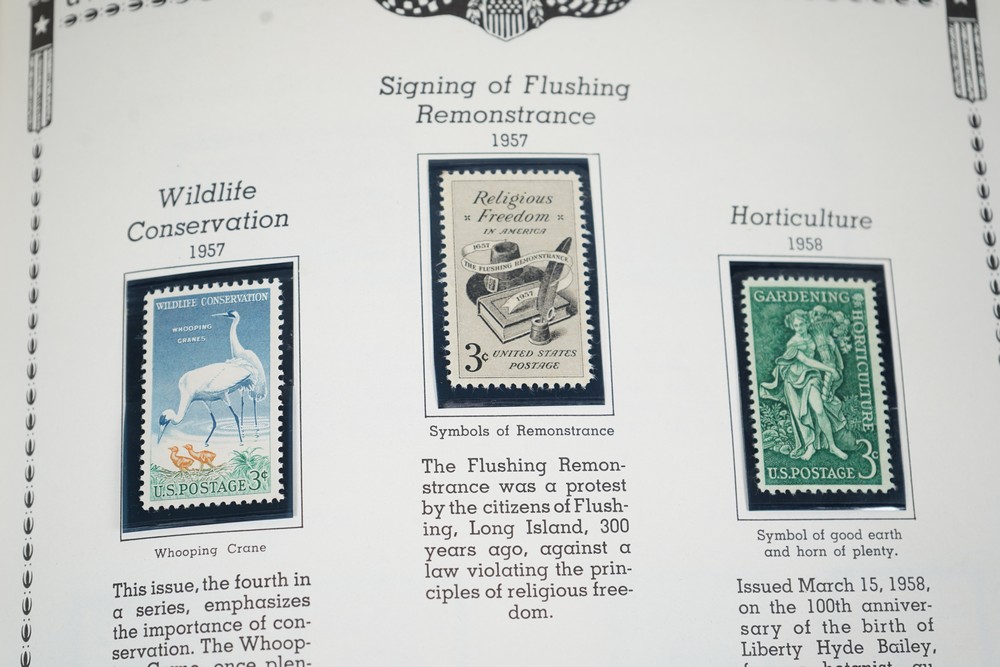 Signing of Flushing
Remonstrance
1957
Religious
Freedom
IN AMERICA
1657
THE FLUSHING REMONSTRANCE
1957
3¢ UNITED STATES
POSTAGE
Symbols of Remonstrance
The Flushing Remon-
strance was a protest
by the citizens of Flush-
ing, Long Island, 300
years ago, against a
law violating the prin-
ciples of religious free-
dom.
Wildlife
Conservation
1957
WILDLIFE CONSERVATION
WHOOPING
CRANES
U.S.POSTAGE 3¢
Whooping Crane
This issue, the fourth in
a series, emphasizes
the importance of con-
servation. The Whoop-
Crane, once plen-
Horticulture
1958
GARDENING
HORTICULTURE
U.S. POSTAGE 3¢
Symbol of good earth
and horn of plenty.
Issued March 15, 1958,
on the 100th anniver-
sary of the birth of
Liberty Hyde Bailey,
botanist